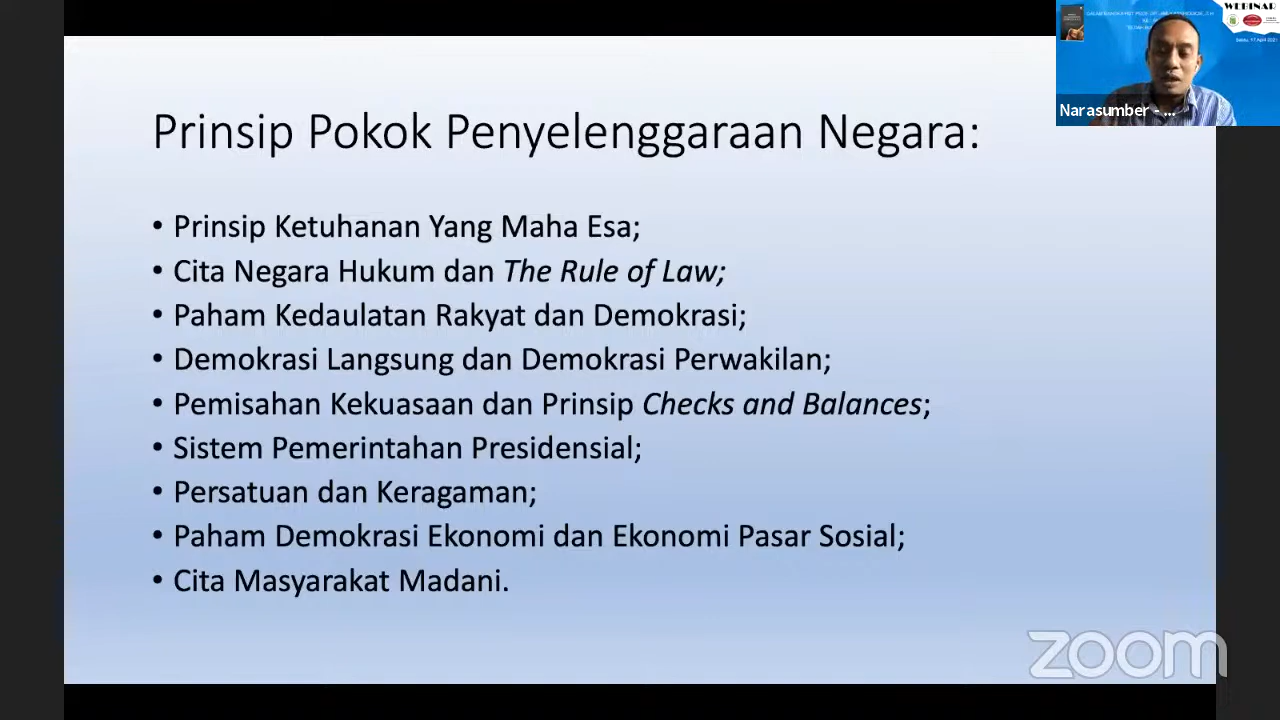 Prinsip Pokok Penyelenggaraan Negara:
• Prinsip Ketuhanan Yang Maha Esa;
• Cita Negara Hukum dan The Rule of Law;
• Paham Kedaulatan Rakyat dan Demokrasi;
• Demokrasi Langsung dan Demokrasi Perwakilan;
• Pemisahan Kekuasaan dan Prinsip Checks and Balances;
• Sistem Pemerintahan Presidensial;
• Persatuan dan Keragaman;
• Paham Demokrasi Ekonomi dan Ekonomi Pasar Sosial;
• Cita Masyarakat Madani.
WEBINAR
Narasumber - ...
zoom